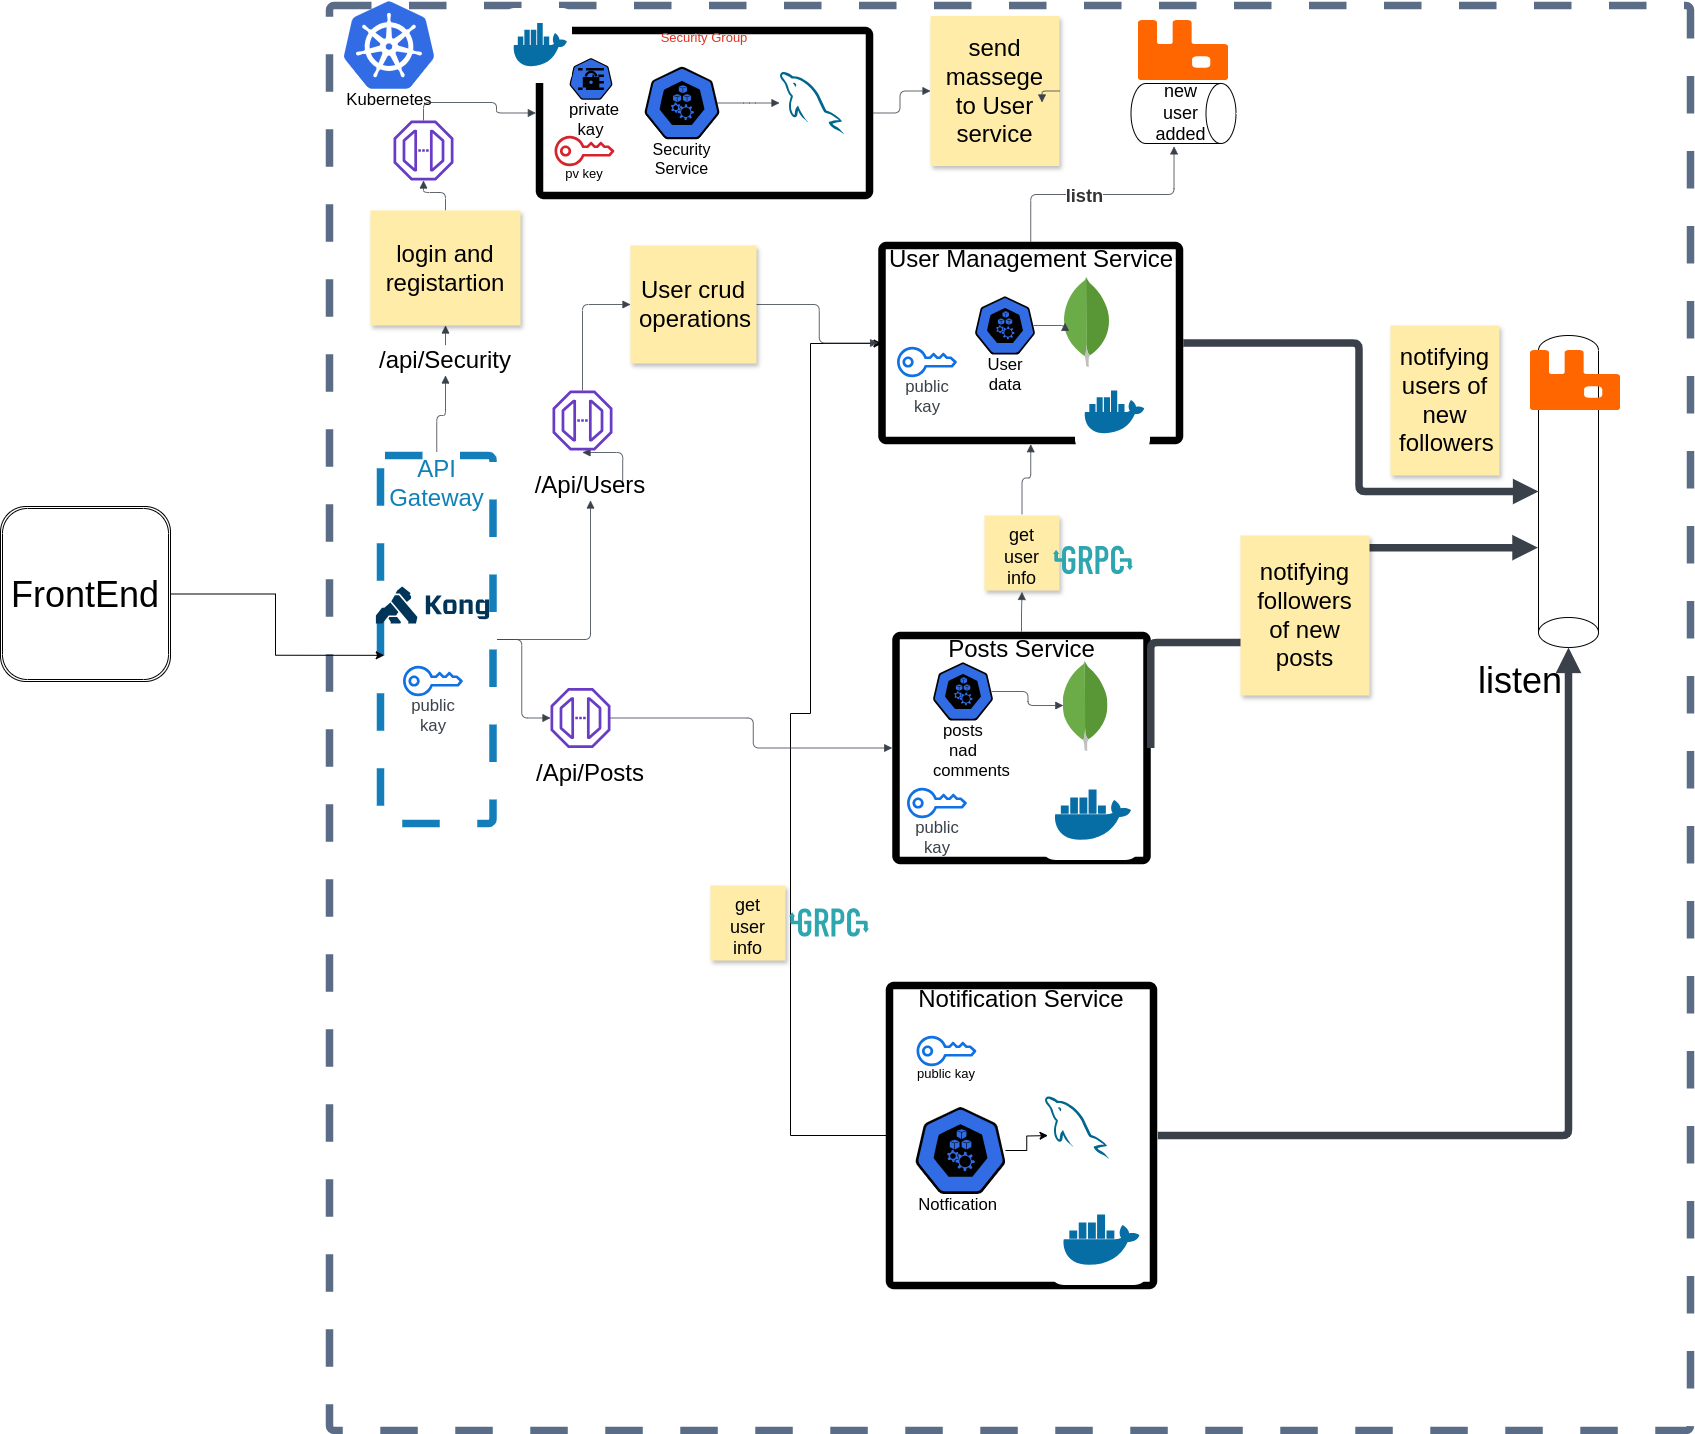 Kubernetes
Security Group
private
kay
pv key
Security
Service
send
massege
to User
service
new
user
added
listn
login and
registartion
/api/Security
User crud
operations
User Management Service
User
data
public
kay
notifying
users of
new
followers
API
Gateway
Kong
public
kay
/Api/Users
FrontEnd
get
user
info
GRPC
notifying
followers
of new
posts
Posts Service
posts
nad
comments
public
kay
listen
/Api/Posts
get
user
info
GRPC
Notification Service
public kay
Notfication